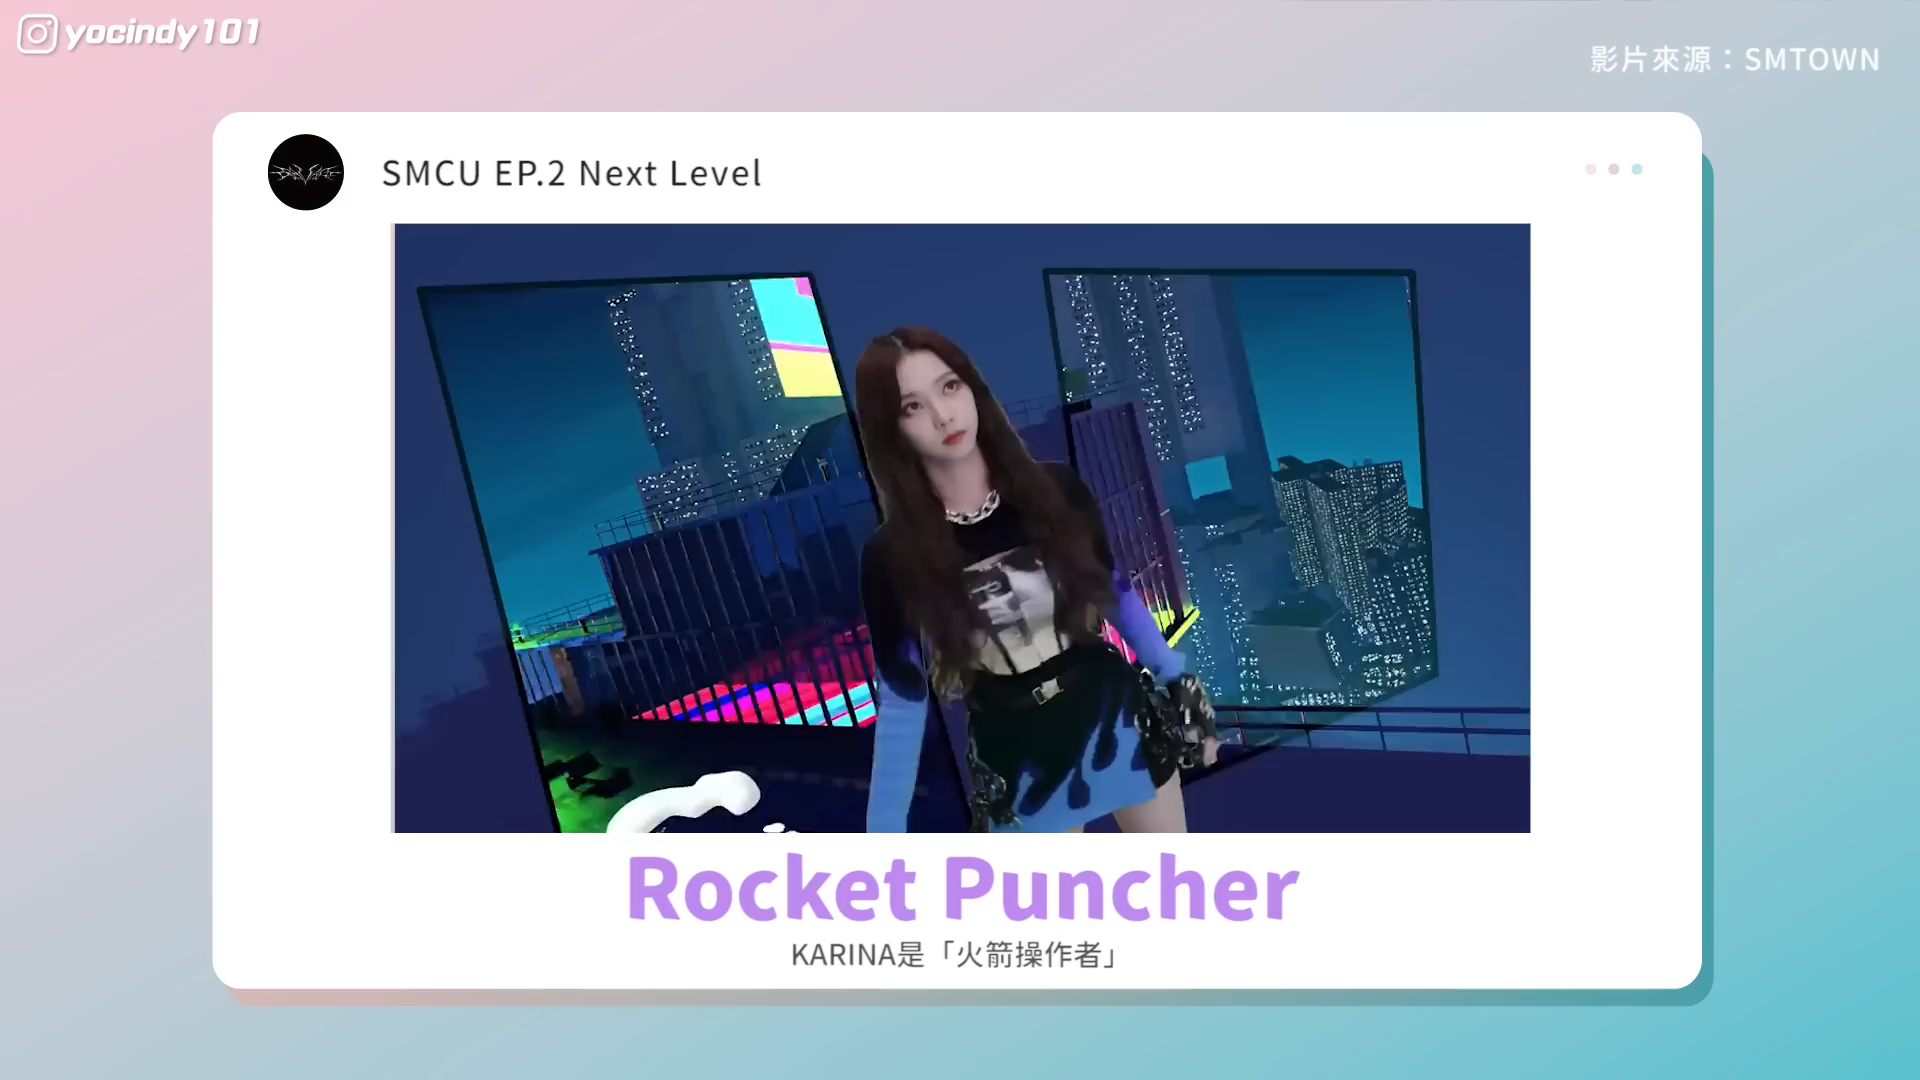 yocindy101
影片來源：SMTOWN
SMCU EP.2 Next Level
Rocket Puncher
KARINA是「火箭操作者」